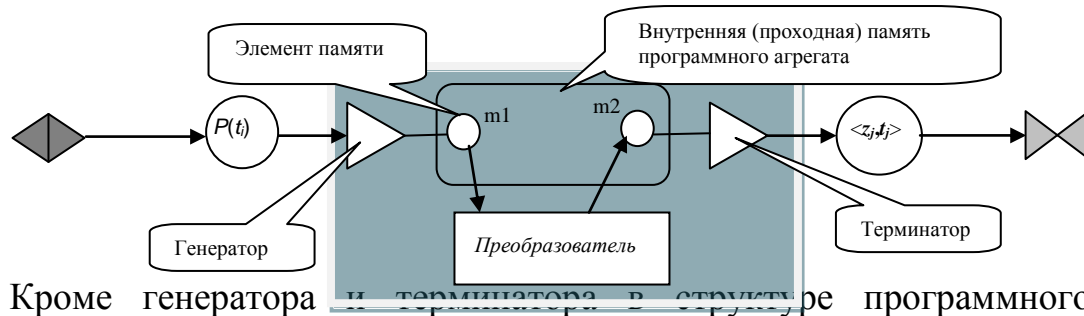 Элемент памяти
Внутренняя (проходная) память
программного агрегата
P(ti)
m1
m2
<zj,tj>
Генератор
Преобразователь
Терминатор
Кроме генератора и терминатора в структуре программного